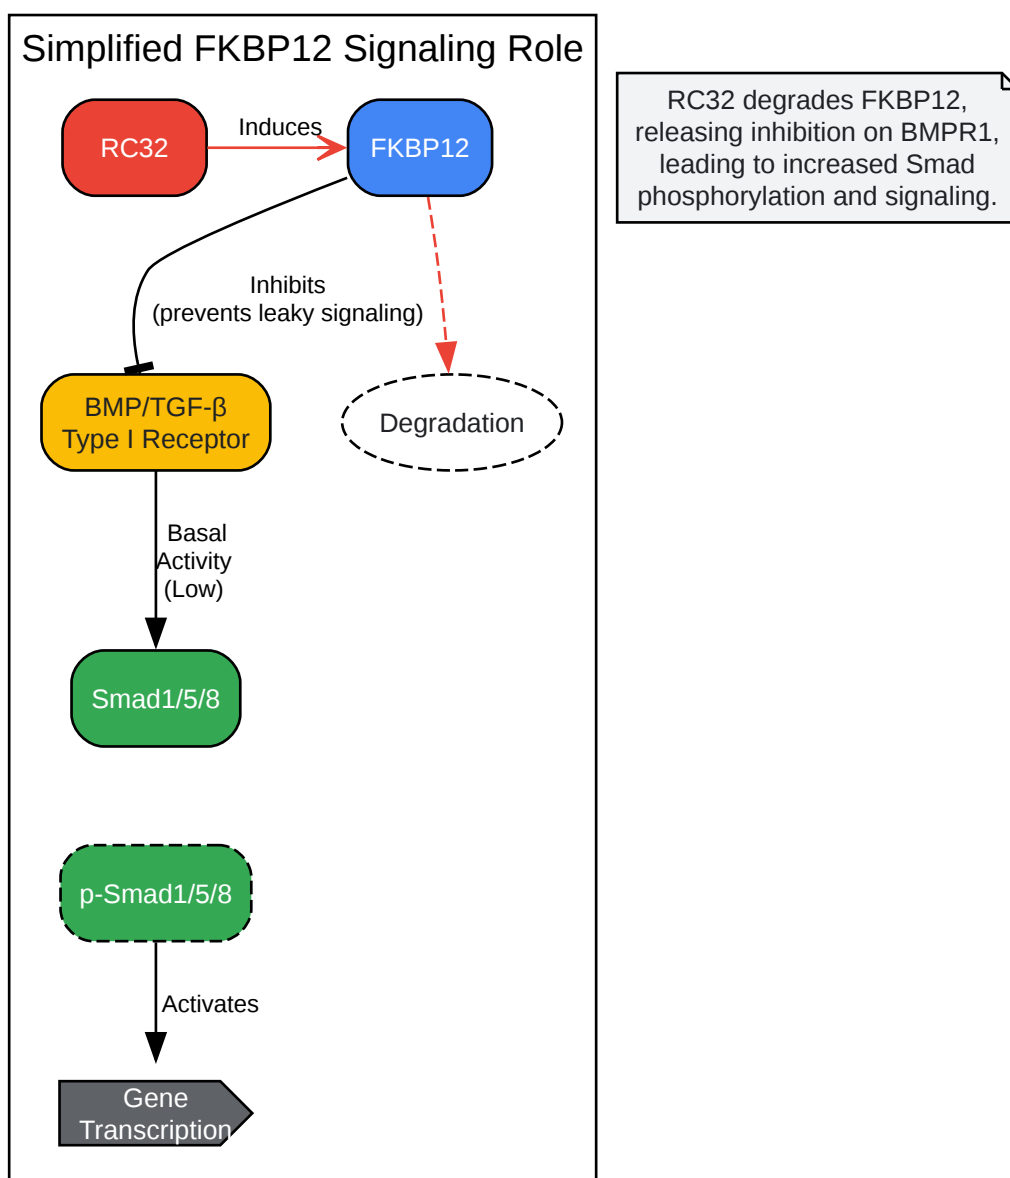 Simplified FKBP12 Signaling Role
RC32
Induces
FKBP12
RC32 degrades FKBP12,
releasing inhibition on BMPR1,
leading to increased Smad
phosphorylation and signaling.
Inhibits
(prevents leaky signaling)
BMP/TGF-β
Type I Receptor
Degradation
Basal
Activity
(Low)
Smad1/5/8
p-Smad1/5/8
Activates
Gene
Transcription